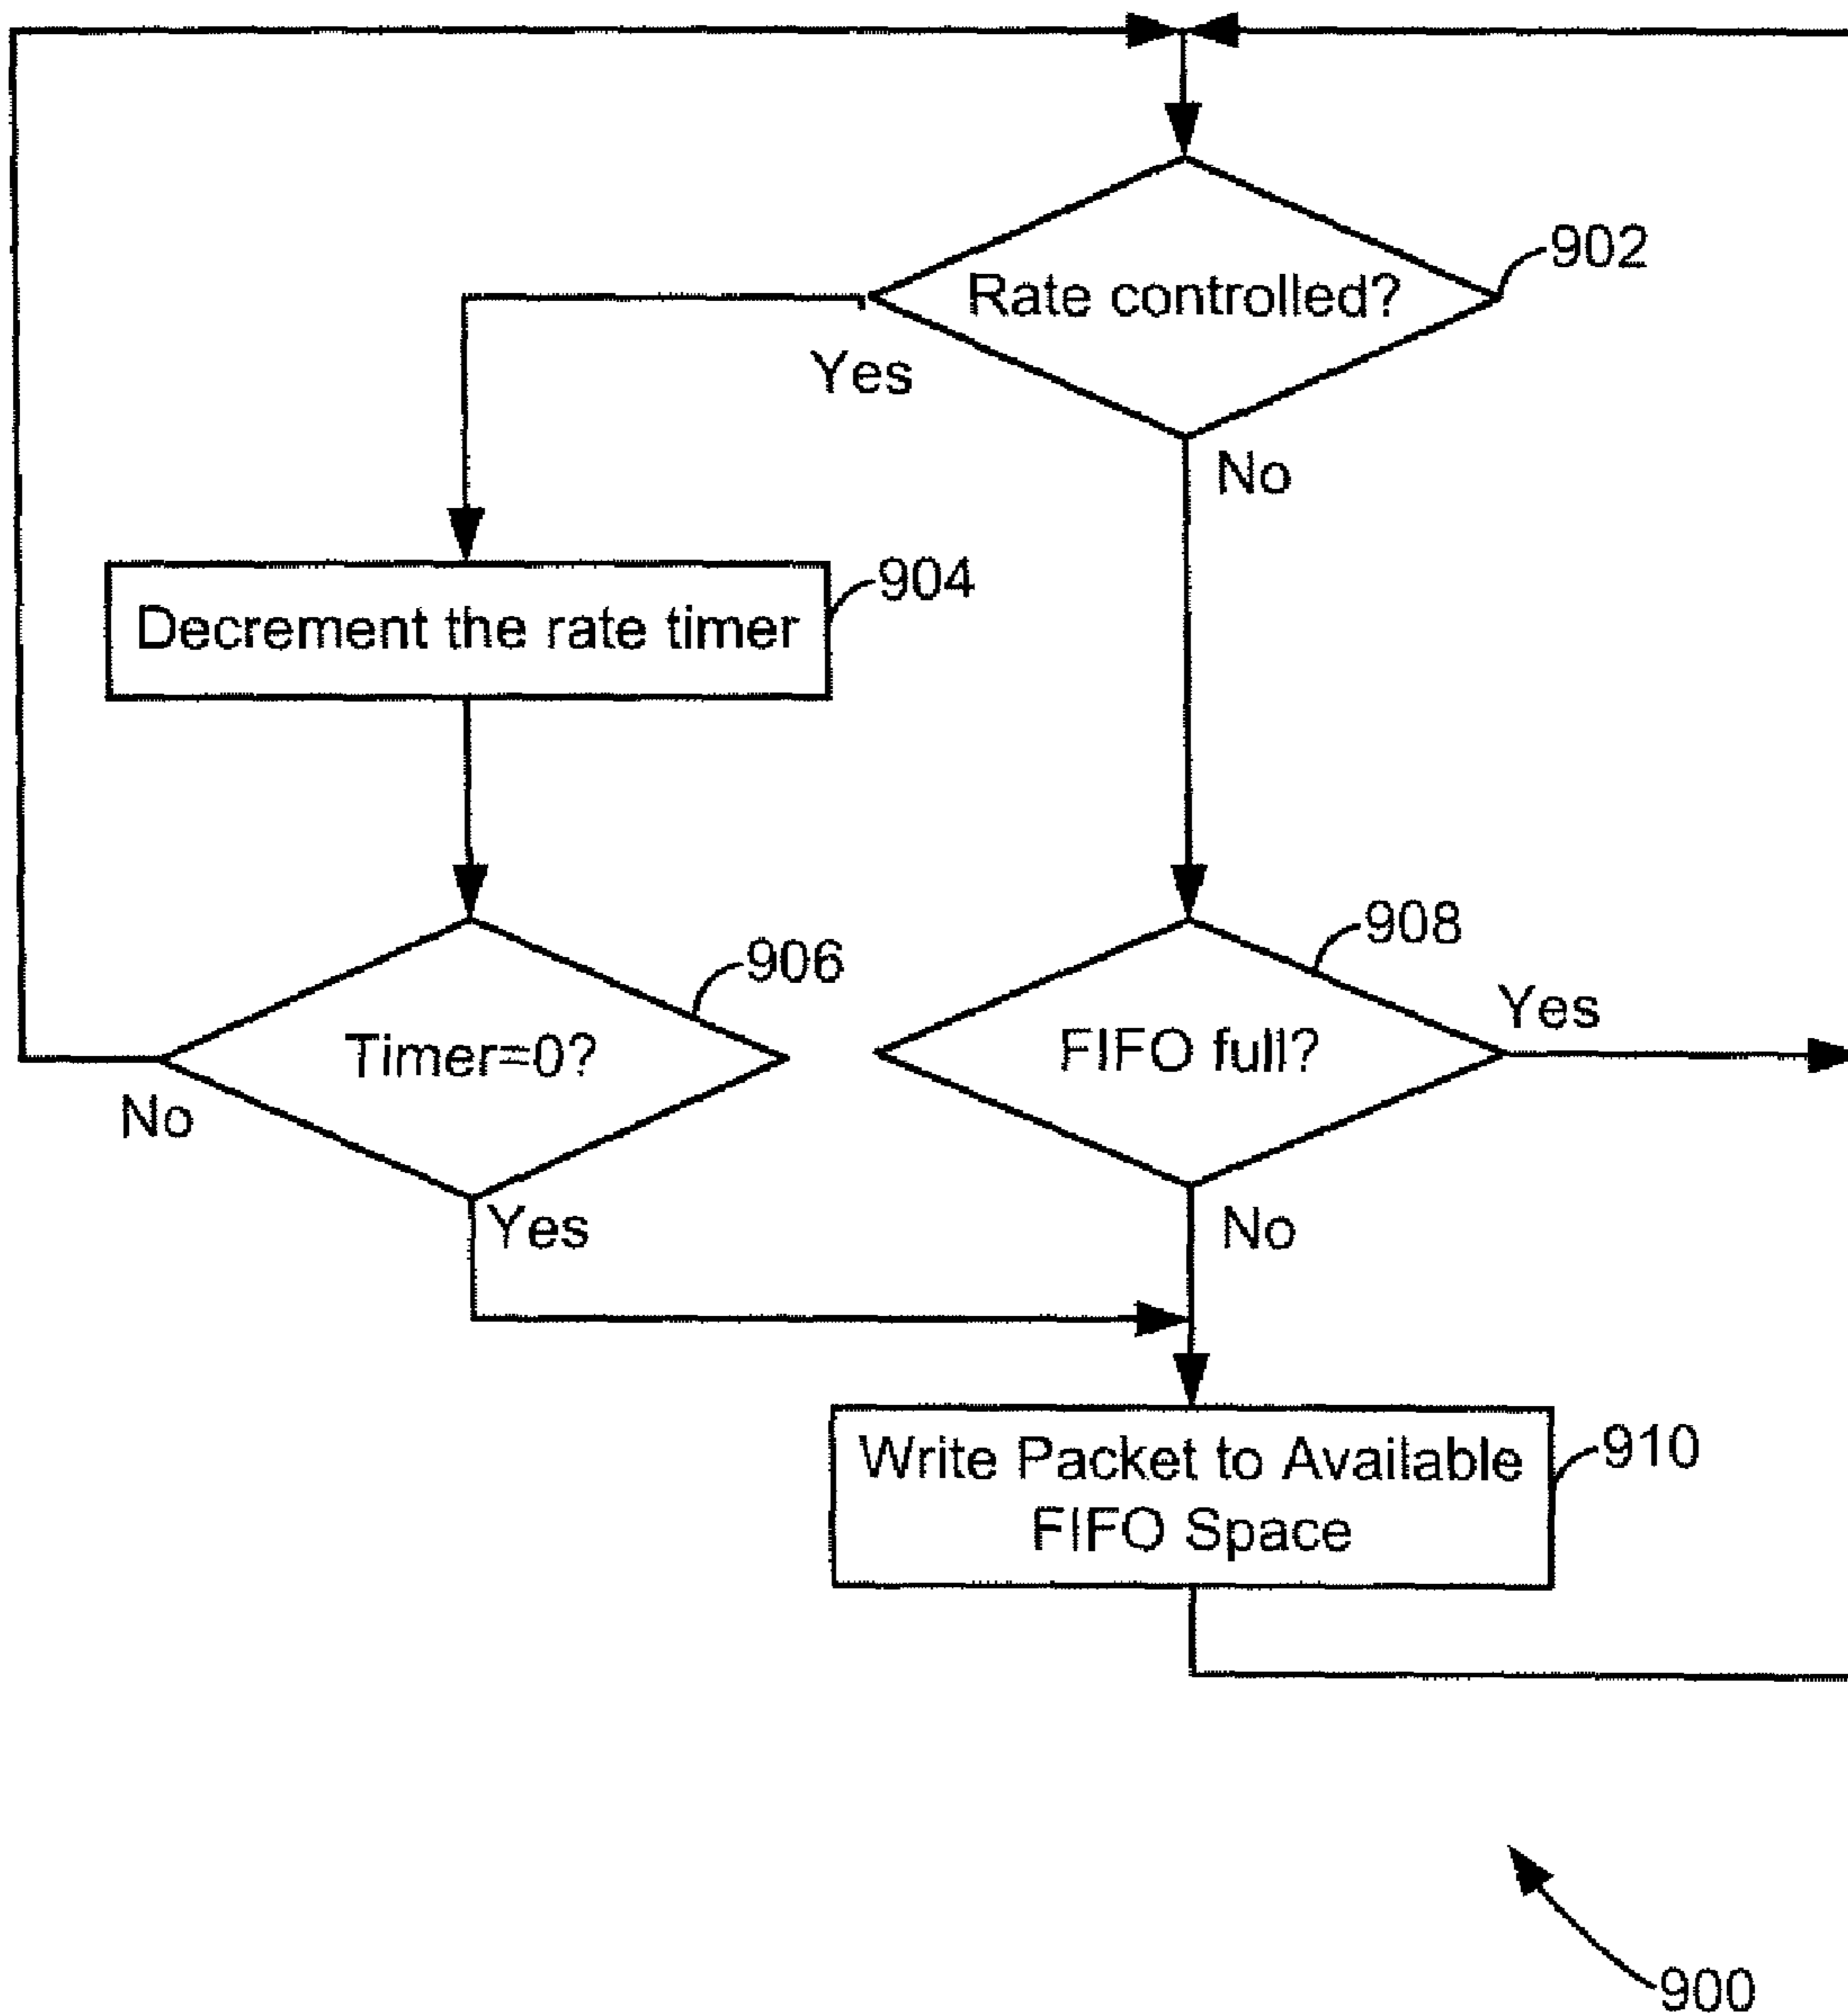 902
Rate controlled?
Yes
No
904
Decrement the rate timer
906
908
Yes
Timer=0?
FIFO full?
No
Yes
No
Write Packet to Available
FIFO Space
910
900